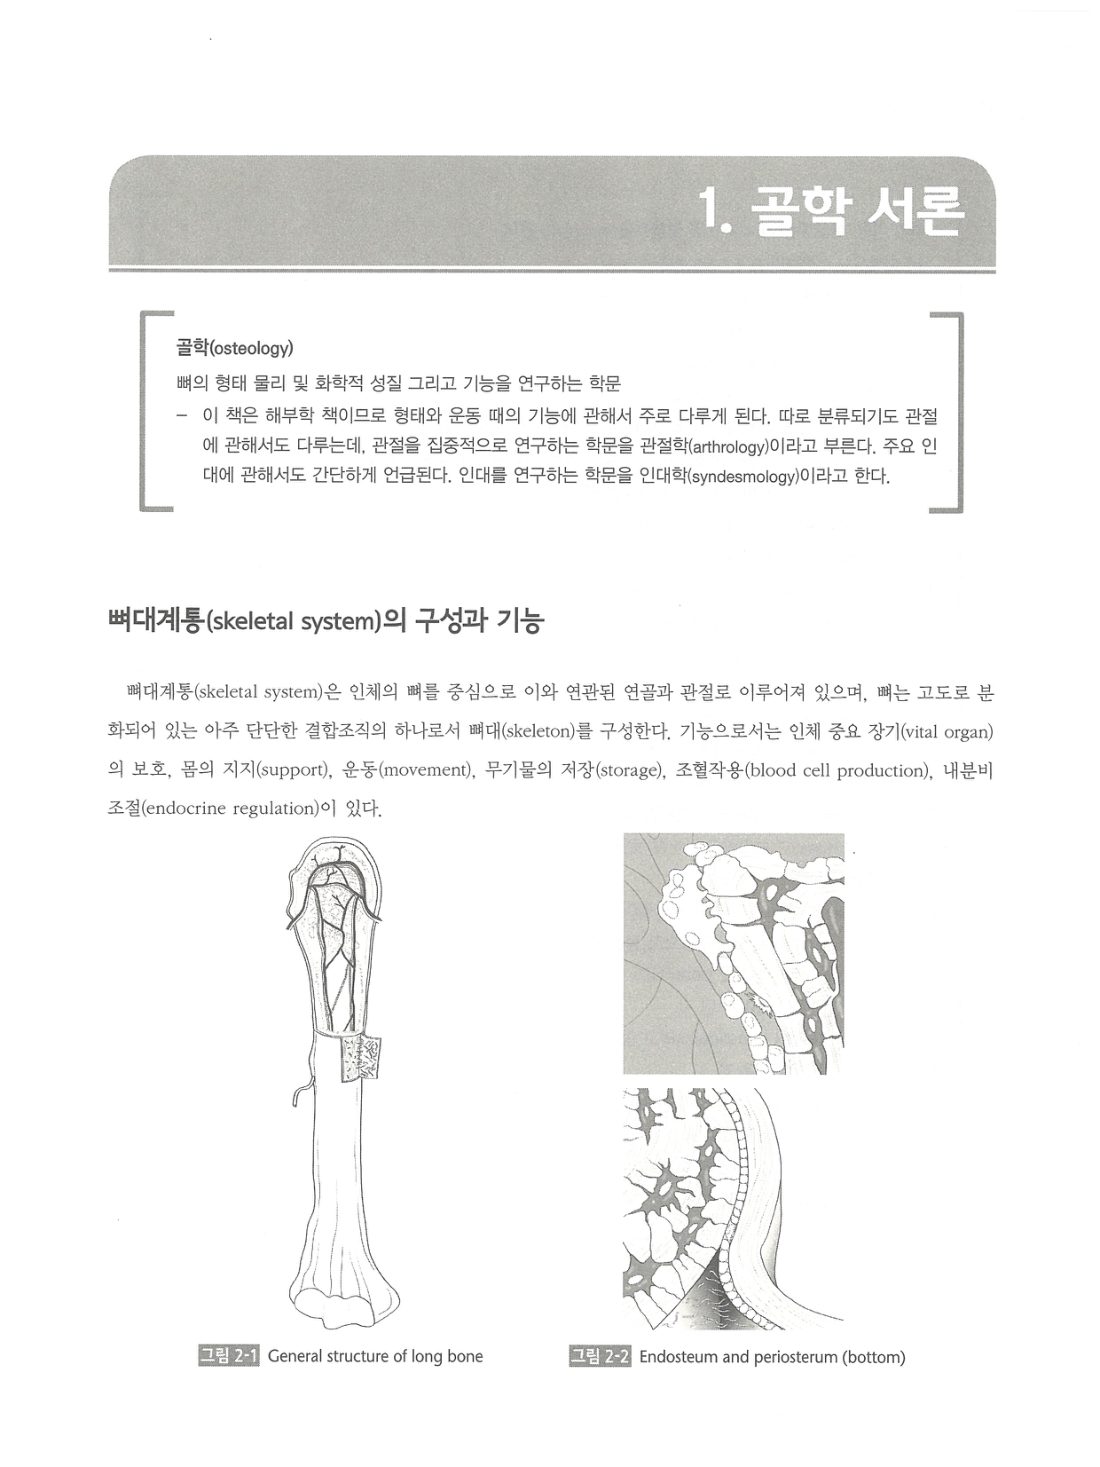 1. 골학 서론
골학(osteology)
뼈의 형태 물리 및 화학적 성질 그리고 기능을 연구하는 학문
– 이 책은 해부학 책이므로 형태와 운동 때의 기능에 관해서 주로 다루게 된다. 따로 분류되기도 관절
에 관해서도 다루는데, 관절을 집중적으로 연구하는 학문을 관절학(arthrology)이라고 부른다. 주요 인
대에 관해서도 간단하게 언급된다. 인대를 연구하는 학문을 인대학(syndesmology)이라고 한다.
뼈대계통(skeletal system)의 구성과 기능
뼈대계통(skeletal system)은 인체의 뼈를 중심으로 이와 연관된 연골과 관절로 이루어져 있으며, 뼈는 고도로 분
화되어 있는 아주 단단한 결합조직의 하나로서 뼈대(skeleton)를 구성한다. 기능으로서는 인체 중요 장기(vital organ)
의 보호, 몸의 지지(support), 운동(movement), 무기물의 저장(storage), 조혈작용(blood cell production), 내분비
조절(endocrine regulation)이 있다.
그림 2-1 General structure of long bone
그림 2-2 Endosteum and periosterum (bottom)